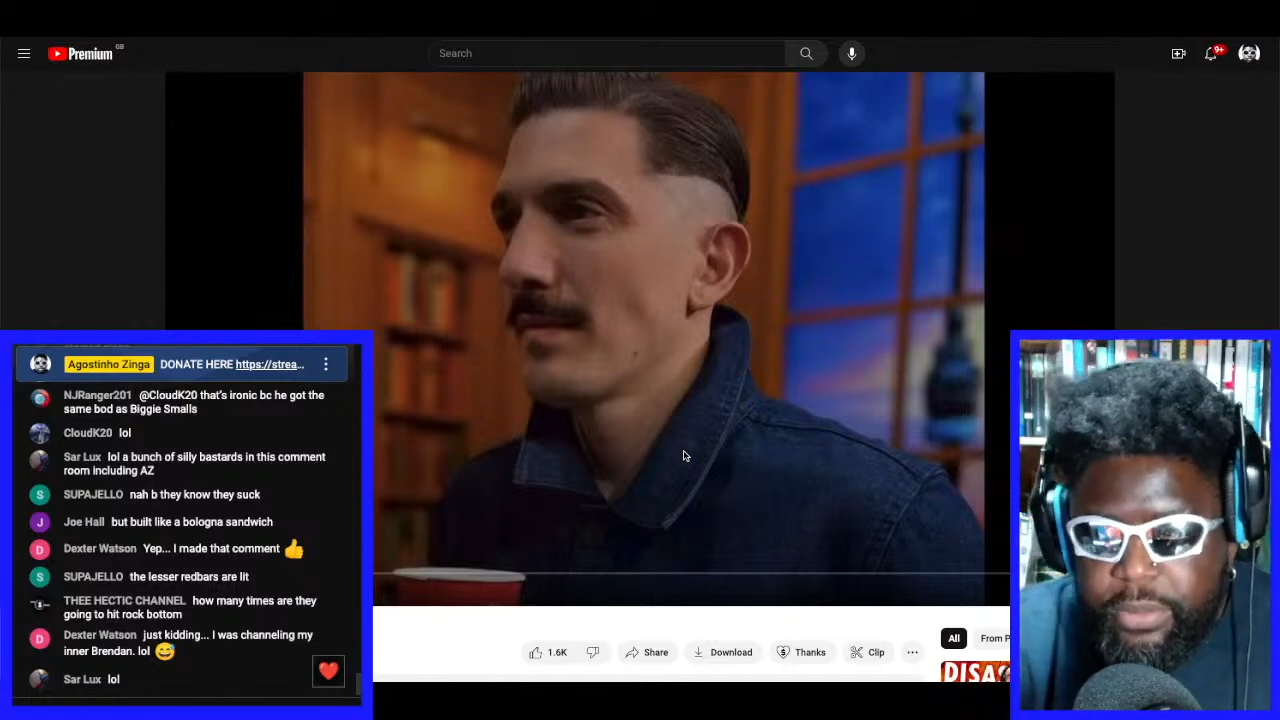 Premium GB
Search
9+
Agostinho Zinga DONATE HERE https://strea...
NJRanger201 @CloudK20 that's ironic bc he got the
same bod as Biggie Smalls
CloudK20 lol
Sar Lux lol a bunch of silly bastards in this comment
room including AZ
SUPAJELLO nah b they know they suck
Joe Hall but built like a bologna sandwich
Dexter Watson Yep... I made that comment 👍
SUPAJELLO the lesser redbars are lit
THEE HECTIC CHANNEL how many times are they
going to hit rock bottom
Dexter Watson just kidding... I was channeling my
inner Brendan. lol 😅
Sar Lux lol
1.6K Share Download Thanks Clip
All From
DISA